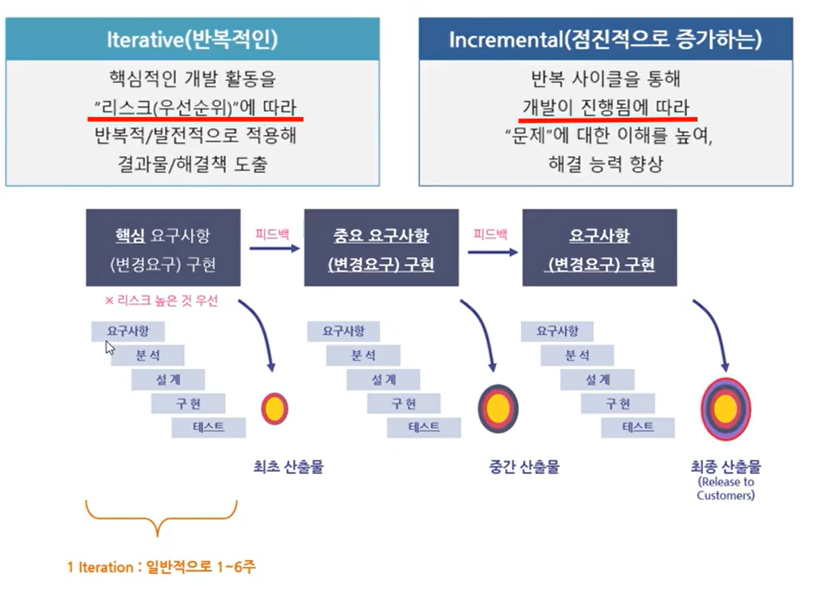 Iterative(반복적인)
핵심적인 개발 활동을
"리스크(우선순위)"에 따라
반복적/발전적으로 적용해
결과물/해결책 도출
Incremental(점진적으로 증가하는)
반복 사이클을 통해
개발이 진행됨에 따라
"문제"에 대한 이해를 높여,
해결 능력 향상
핵심 요구사항
(변경요구) 구현
피드백
중요 요구사항
(변경요구) 구현
피드백
요구사항
(변경요구) 구현
※ 리스크 높은 것 우선
요구사항
분 석
설 계
구 현
테스트
최초 산출물
요구사항
분 석
설 계
구 현
테스트
중간 산출물
요구사항
분 석
설 계
구 현
테스트
최종 산출물
(Release to
Customers)
1 Iteration : 일반적으로 1~6주